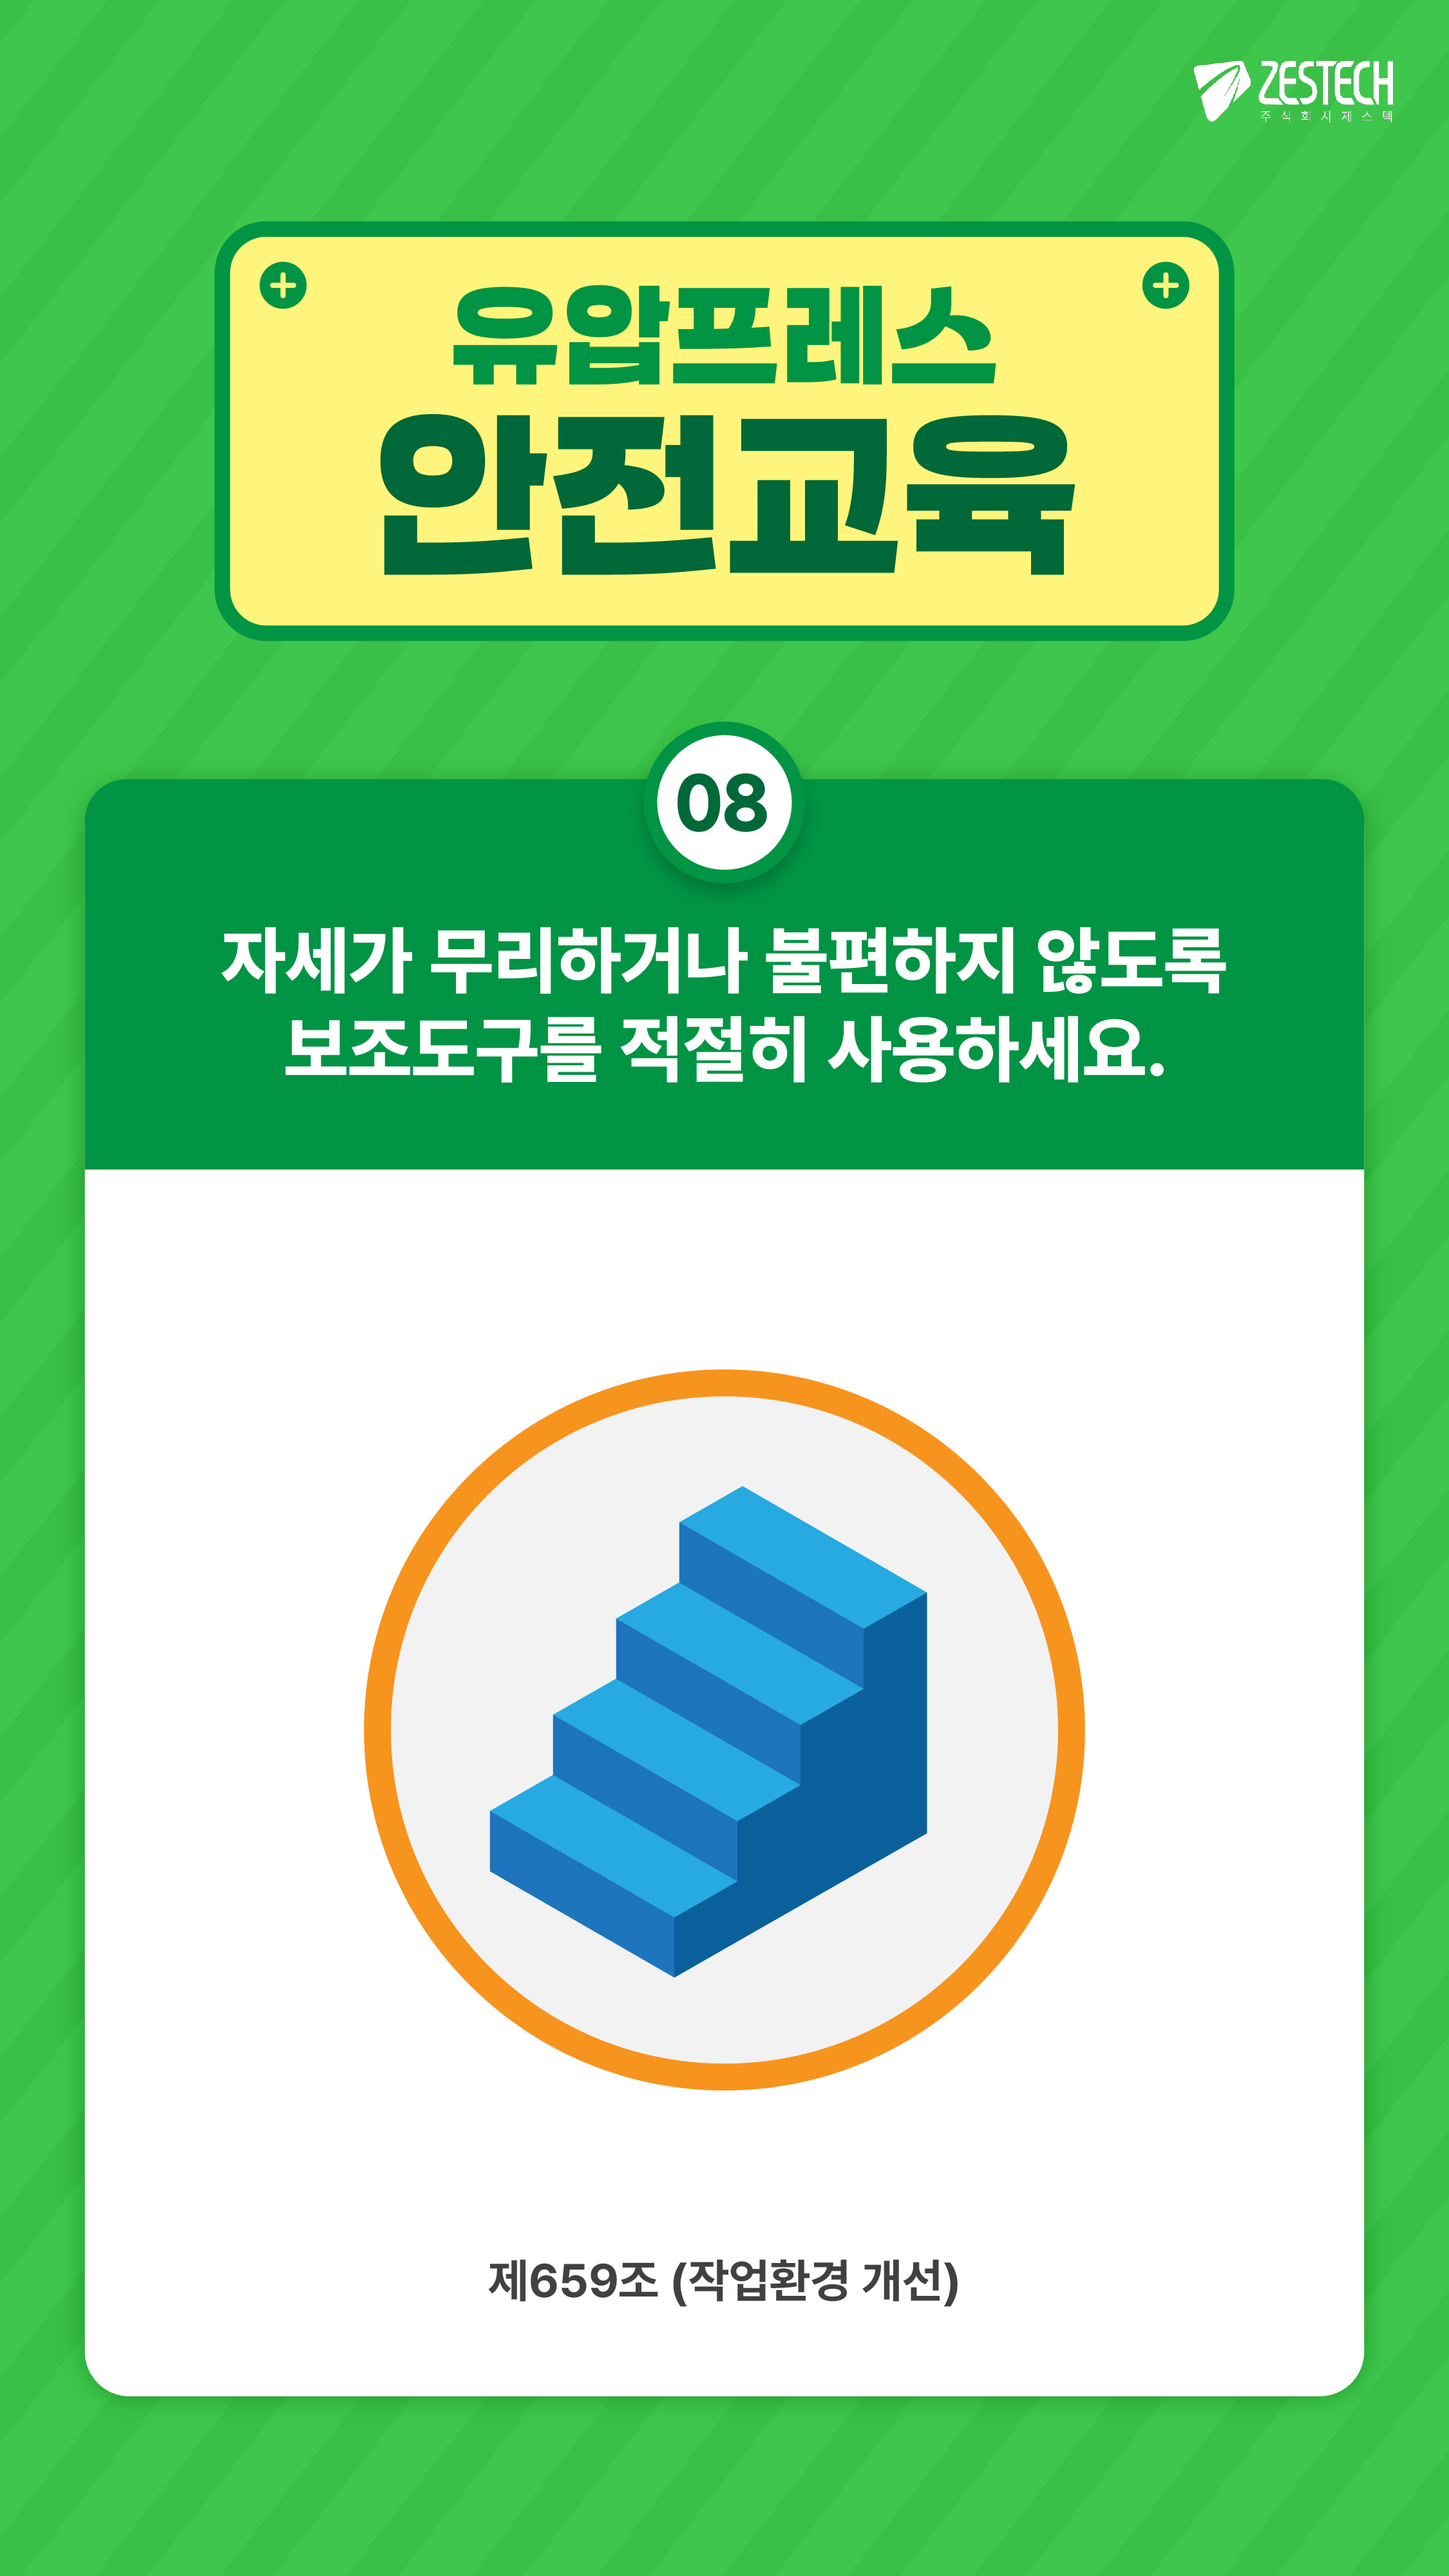 ZESTECH
주식회사제스텍
유압프레스
안전교육
08
자세가 무리하거나 불편하지 않도록
보조도구를 적절히 사용하세요.
제659조 (작업환경 개선)